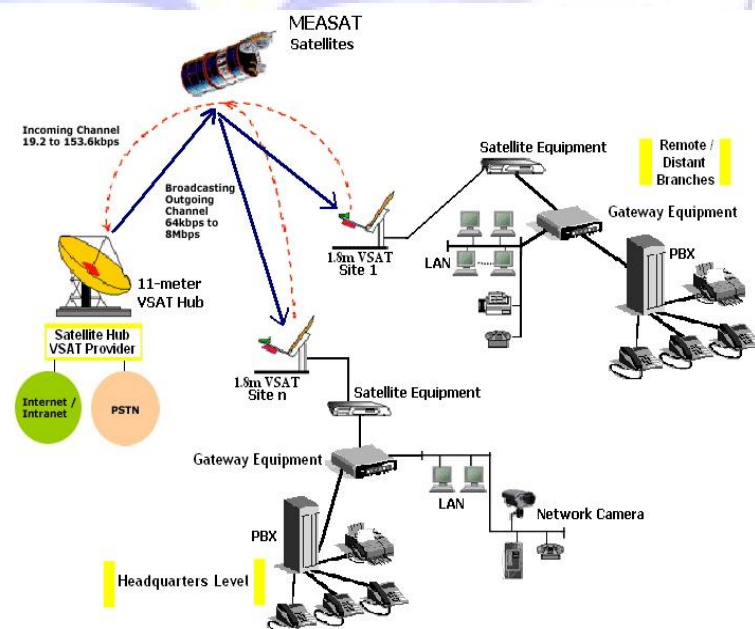 MEASAT
Satellites
Incoming Channel
19.2 to 153.6kbps
Broadcasting
Outgoing
Channel
64kbps to
8Mbps
Satellite Equipment
Remote /
Distant
Branches
Gateway Equipment
1.8m VSAT
Site 1
LAN
PBX
11-meter
VSAT Hub
Satellite Hub
VSAT Provider
Internet /
Intranet
PSTN
1.8m VSAT
Site n
Satellite Equipment
Gateway Equipment
LAN
Network Camera
PBX
Headquarters Level